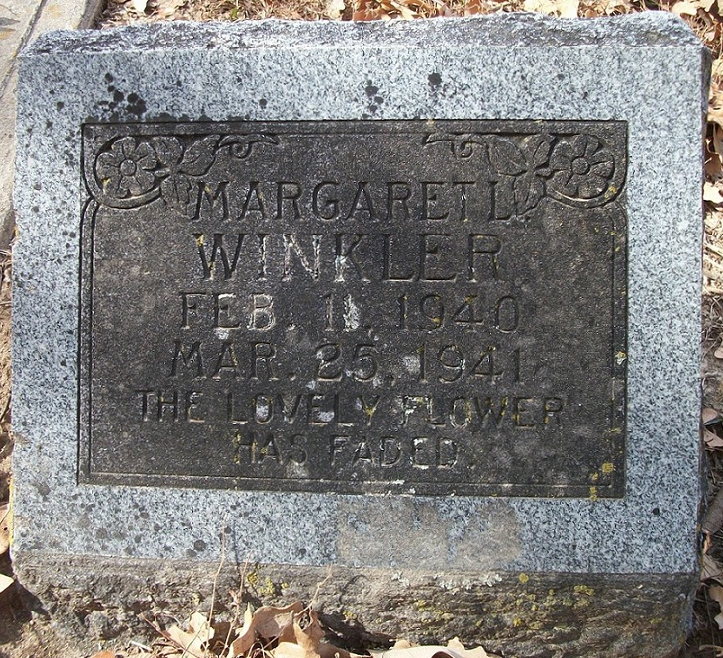 MARGARET L
WINKLER
FEB. 11, 1940
MAR. 25, 1941
THE LOVELY FLOWER
HAS FADED.